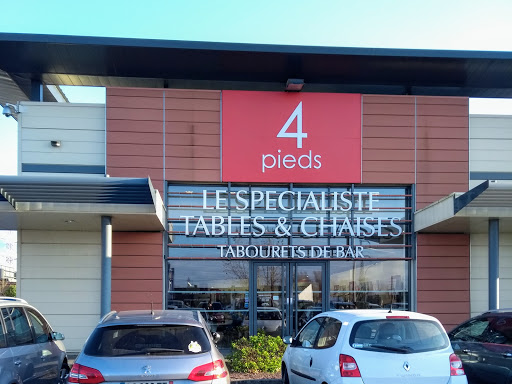 4
pieds
LE SPECIALISTE
TABLES & CHAISES
TABOURETS DE BAR